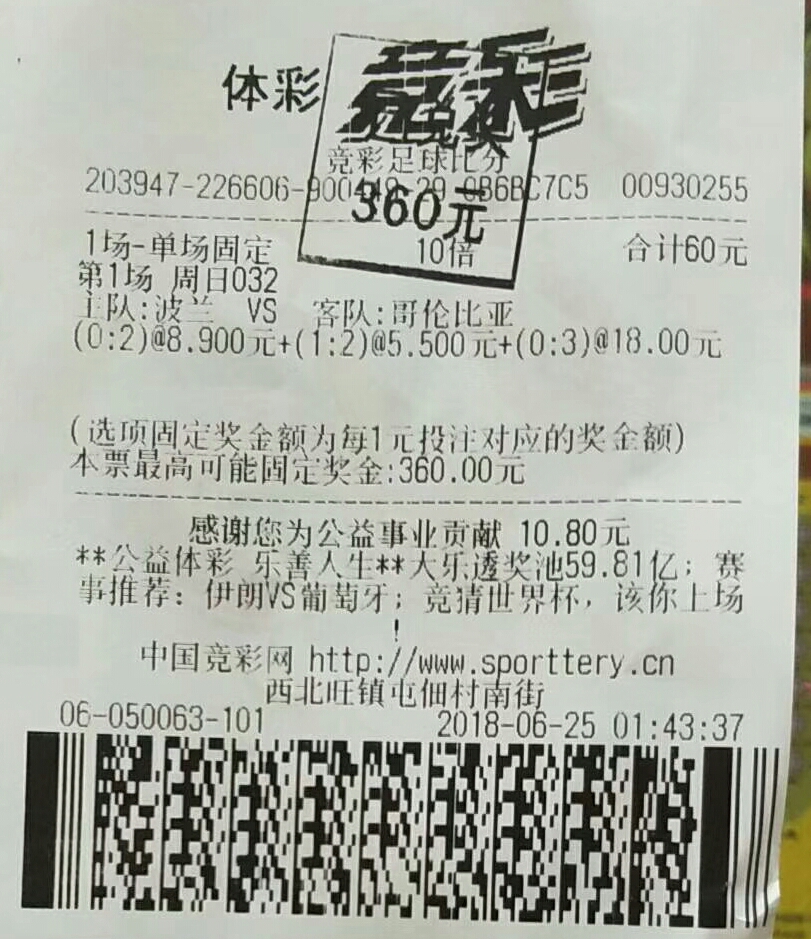 体彩 竞彩
已兑奖
竞彩足球比分
203947-226606-900449 29 0B6BC7C5 00930255
360元
1场-单场固定 10倍 合计60元
第1场 周日032
主队:波兰 VS 客队:哥伦比亚
(0:2)@8.900元+(1:2)@5.500元+(0:3)@18.00元
(选项固定奖金额为每1元投注对应的奖金额)
本票最高可能固定奖金:360.00元
感谢您为公益事业贡献 10.80元
**公益体彩 乐善人生**大乐透奖池59.81亿；赛
事推荐：伊朗VS葡萄牙；竞猜世界杯，该你上场
！
中国竞彩网 http://www.sporttery.cn
西北旺镇屯佃村南街
06-050063-101 2018-06-25 01:43:37